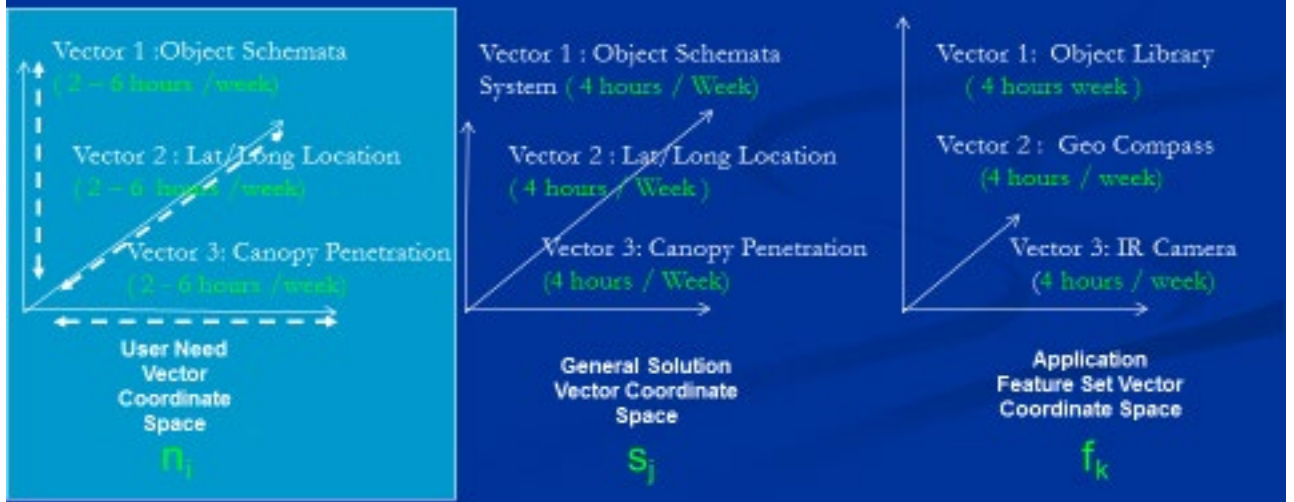 Vector 1 :Object Schemata
( 2 – 6 hours /week)
Vector 2 : Lat/Long Location
( 2 – 6 hours /week)
Vector 3: Canopy Penetration
( 2 - 6 hours /week)
User Need
Vector
Coordinate
Space
n_i
Vector 1 : Object Schemata
System ( 4 hours / Week)
Vector 2 : Lat/Long Location
( 4 hours / Week )
Vector 3: Canopy Penetration
(4 hours / Week)
General Solution
Vector Coordinate
Space
s_j
Vector 1: Object Library
( 4 hours week )
Vector 2 : Geo Compass
(4 hours / week)
Vector 3: IR Camera
(4 hours / week)
Application
Feature Set Vector
Coordinate Space
f_k